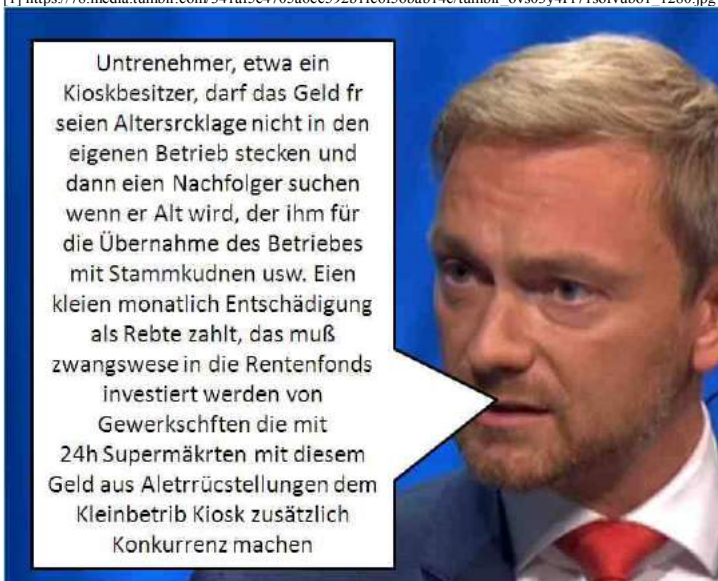 Untrenehmer, etwa ein
Kioskbesitzer, darf das Geld fr
seien Altersrcklage nicht in den
eigenen Betrieb stecken und
dann eien Nachfolger suchen
wenn er Alt wird, der ihm für
die Übernahme des Betriebes
mit Stammkudnen usw. Eien
kleien monatlich Entschädigung
als Rebte zahlt, das muß
zwangswese in die Rentenfonds
investiert werden von
Gewerkschften die mit
24h Supermäkrten mit diesem
Geld aus Aletrrücstellungen dem
Kleinbetrib Kiosk zusätzlich
Konkurrenz machen